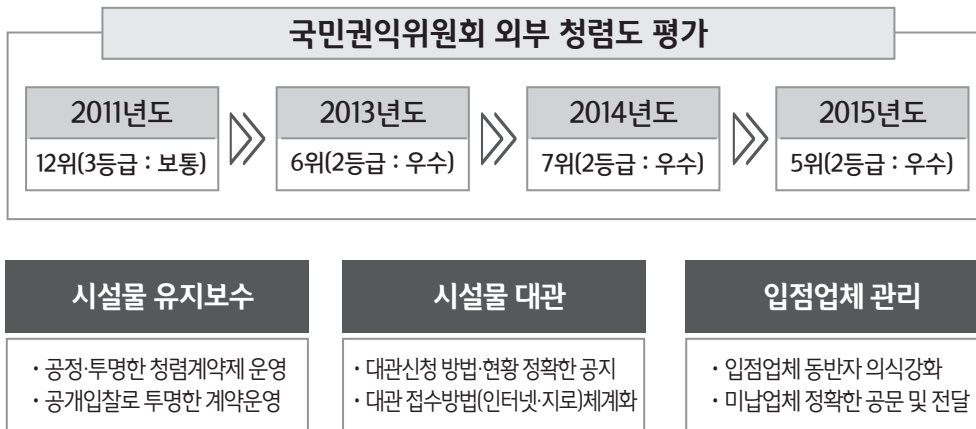 국민권익위원회 외부 청렴도 평가
2011년도
12위(3등급 : 보통)
2013년도
6위(2등급 : 우수)
2014년도
7위(2등급 : 우수)
2015년도
5위(2등급 : 우수)
시설물 유지보수
· 공정·투명한 청렴계약제 운영
· 공개입찰로 투명한 계약운영
시설물 대관
· 대관신청 방법·현황 정확한 공지
· 대관 접수방법(인터넷·지로)체계화
입점업체 관리
· 입점업체 동반자 의식강화
· 미납업체 정확한 공문 및 전달